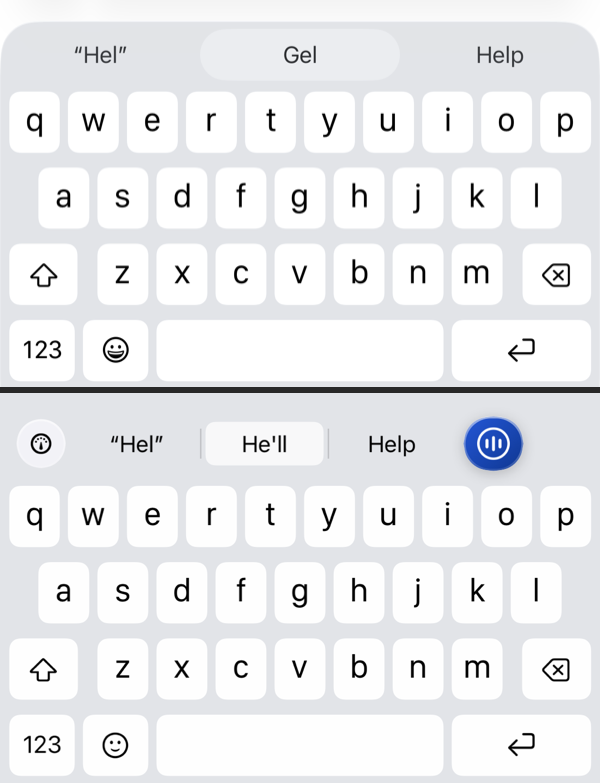 “Hel” Gel Help
q w e r t y u i o p
a s d f g h j k l
z x c v b n m
123
“Hel” He'll Help
q w e r t y u i o p
a s d f g h j k l
z x c v b n m
123